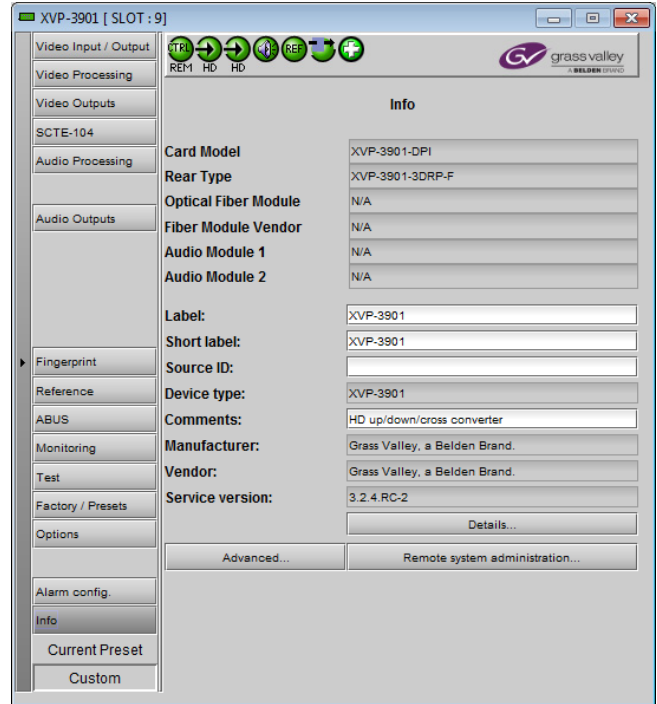 XVP-3901 [ SLOT : 9]
Video Input / Output
Video Processing
Video Outputs
SCTE-104
Audio Processing
Audio Outputs
Fingerprint
Reference
ABUS
Monitoring
Test
Factory / Presets
Options
Alarm config.
Info
Current Preset
Custom
CTRL REF
REM HD HD
grass valley
A BELDEN BRAND
Info
Card Model XVP-3901-DPI
Rear Type XVP-3901-3DRP-F
Optical Fiber Module N/A
Fiber Module Vendor N/A
Audio Module 1 N/A
Audio Module 2 N/A
Label: XVP-3901
Short label: XVP-3901
Source ID:
Device type: XVP-3901
Comments: HD up/down/cross converter
Manufacturer: Grass Valley, a Belden Brand.
Vendor: Grass Valley, a Belden Brand.
Service version: 3.2.4.RC-2
Details...
Advanced... Remote system administration...